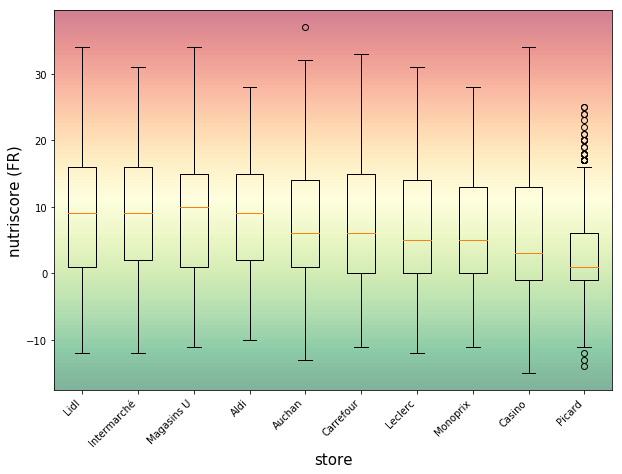 nutriscore (FR)
30
20
10
0
−10
Lidl
Intermarché
Magasins U
Aldi
Auchan
Carrefour
Leclerc
Monoprix
Casino
Picard
store